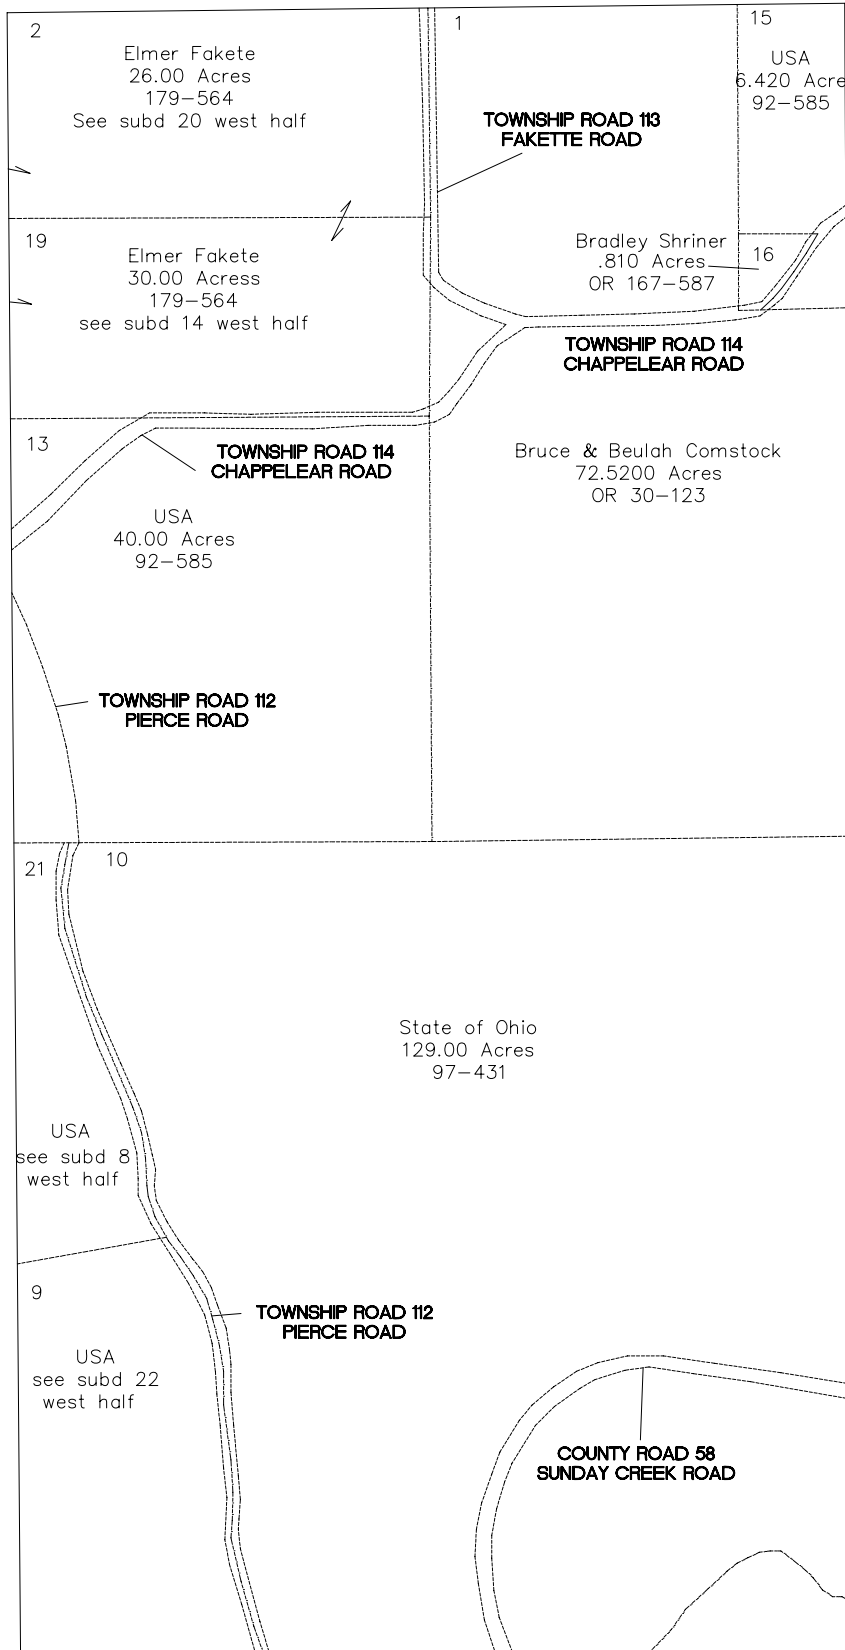 2
Elmer Fakete
26.00 Acres
179-564
See subd 20 west half
1
15
USA
6.420 Acre
92-585
TOWNSHIP ROAD 113
FAKETTE ROAD
19
Elmer Fakete
30.00 Acress
179-564
see subd 14 west half
Bradley Shriner
.810 Acres
OR 167-587
16
TOWNSHIP ROAD 114
CHAPPELEAR ROAD
13
TOWNSHIP ROAD 114
CHAPPELEAR ROAD
Bruce & Beulah Comstock
72.5200 Acres
OR 30-123
USA
40.00 Acres
92-585
TOWNSHIP ROAD 112
PIERCE ROAD
21
10
State of Ohio
129.00 Acres
97-431
USA
see subd 8
west half
9
TOWNSHIP ROAD 112
PIERCE ROAD
USA
see subd 22
west half
COUNTY ROAD 58
SUNDAY CREEK ROAD